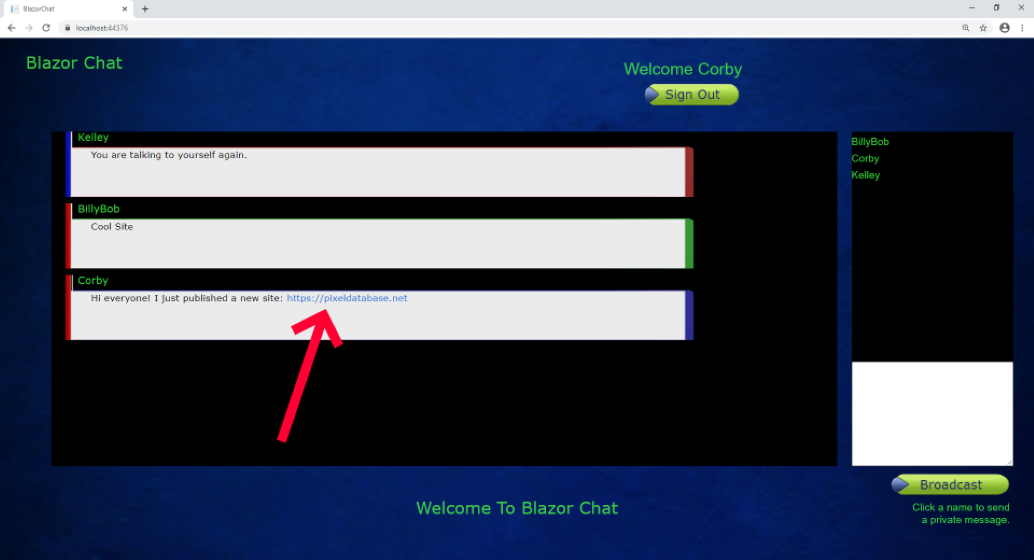 BlazorChat
localhost:44376
Blazor Chat
Welcome Corby
Sign Out
Kelley
You are talking to yourself again.
BillyBob
Cool Site
Corby
Hi everyone! I just published a new site: https://pixeldatabase.net
BillyBob
Corby
Kelley
Broadcast
Click a name to send
a private message.
Welcome To Blazor Chat